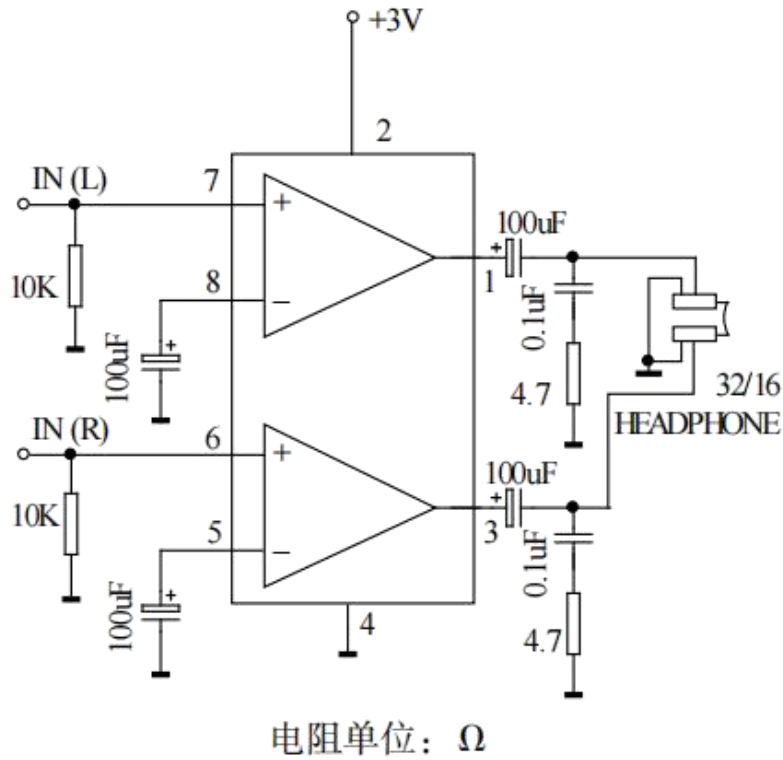 +3V
2
IN (L)
7
+
100uF
+
10K
8
−
1
0.1uF
+
100uF
4.7
32/16
HEADPHONE
IN (R)
6
+
100uF
+
10K
5
−
3
0.1uF
+
100uF
4
4.7
电阻单位：Ω